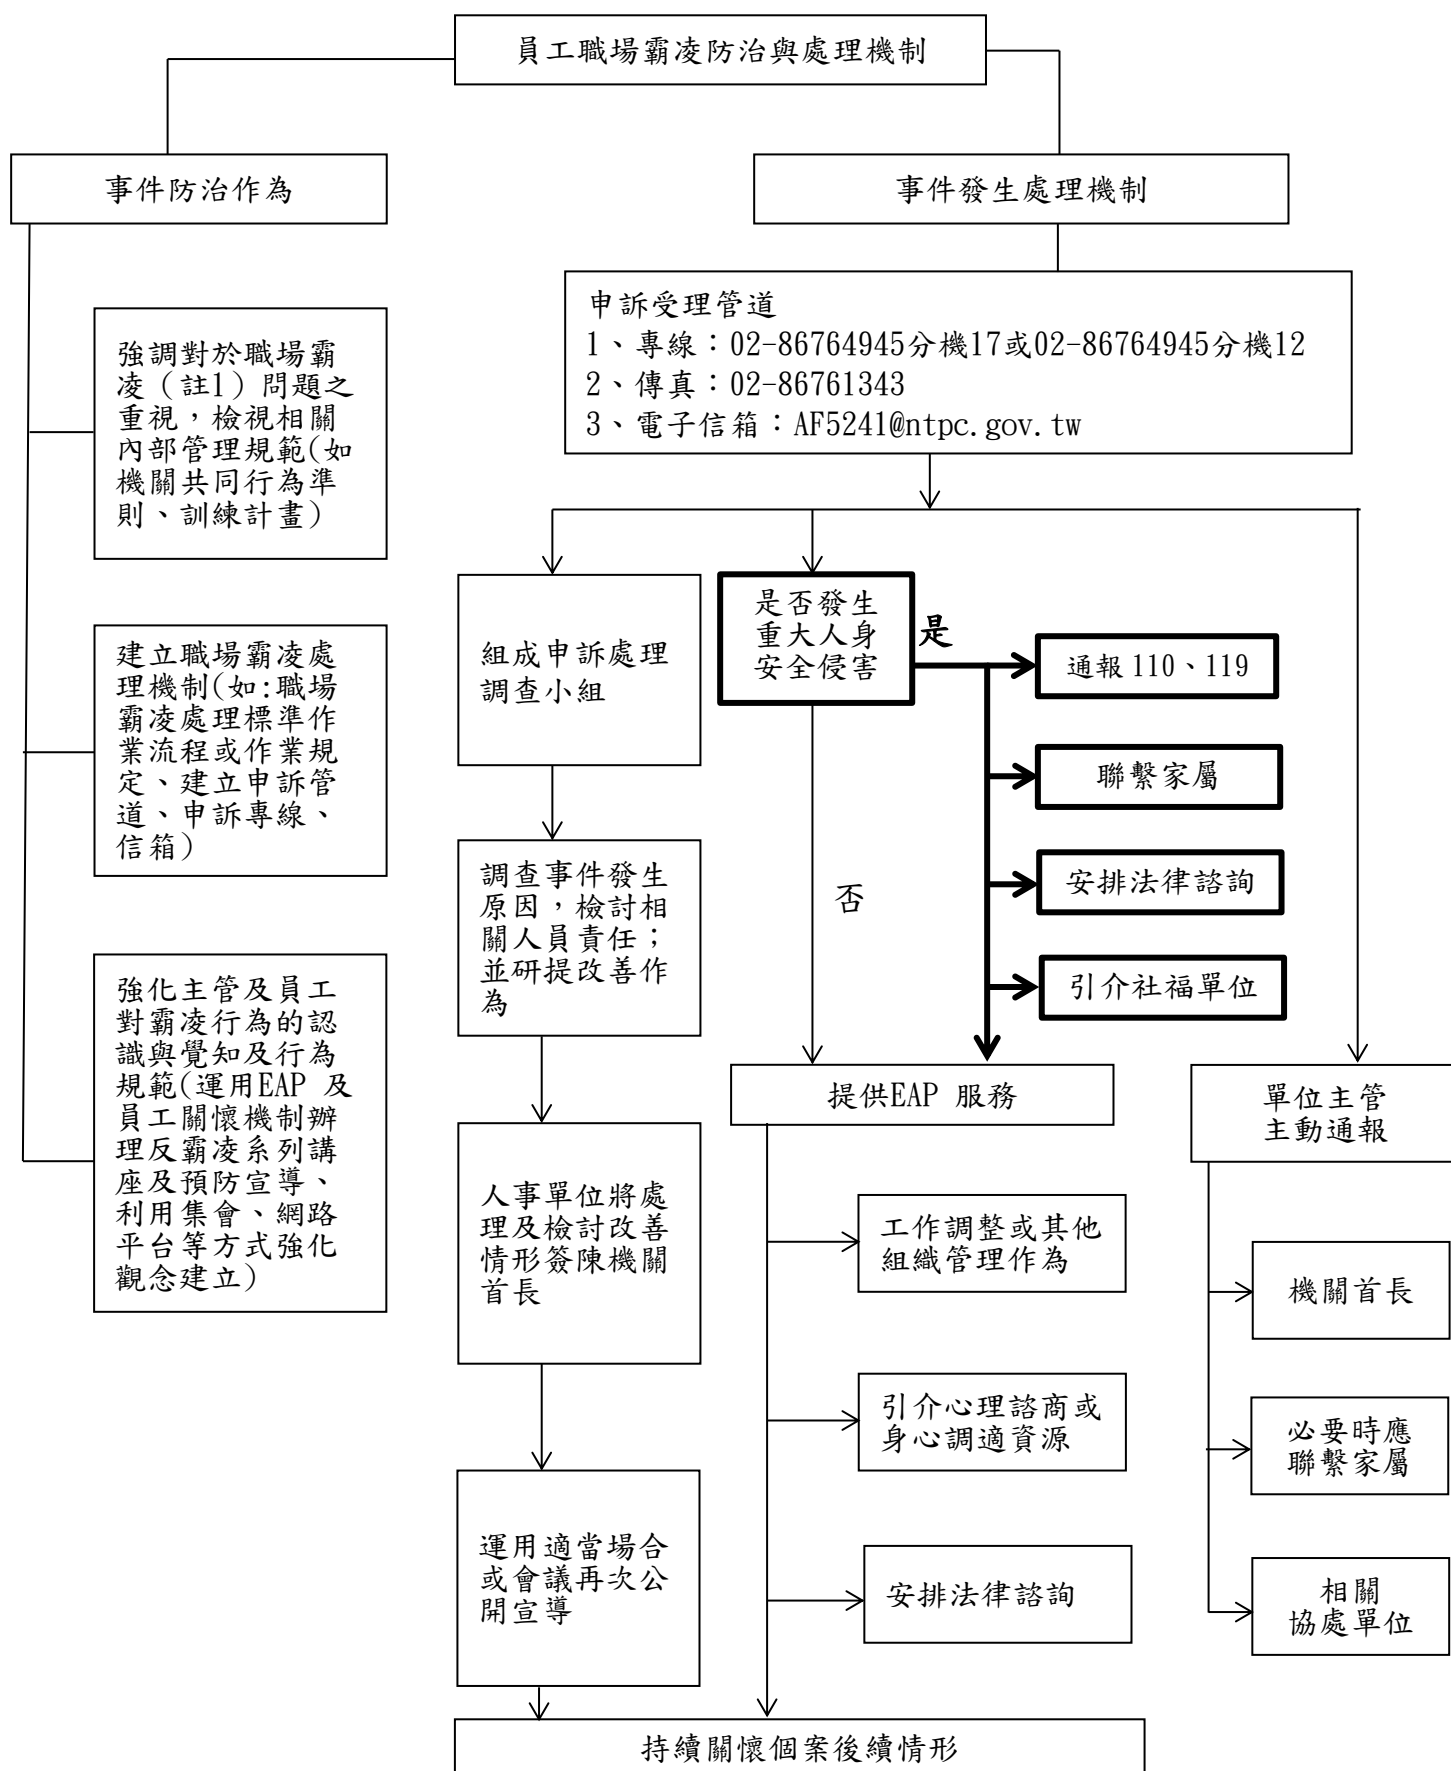 員工職場霸凌防治與處理機制
事件防治作為
強調對於職場霸
凌（註1）問題之
重視，檢視相關
內部管理規範(如
機關共同行為準
則、訓練計畫)
建立職場霸凌處
理機制(如:職場
霸凌處理標準作
業流程或作業規
定、建立申訴管
道、申訴專線、
信箱)
強化主管及員工
對霸凌行為的認
識與覺知及行為
規範(運用EAP 及
員工關懷機制辦
理反霸凌系列講
座及預防宣導、
利用集會、網路
平台等方式強化
觀念建立)
事件發生處理機制
申訴受理管道
1、專線：02-86764945分機17或02-86764945分機12
2、傳真：02-86761343
3、電子信箱：AF5241@ntpc.gov.tw
組成申訴處理
調查小組
調查事件發生
原因，檢討相
關人員責任；
並研提改善作
為
人事單位將處
理及檢討改善
情形簽陳機關
首長
運用適當場合
或會議再次公
開宣導
是否發生
重大人身
安全侵害
是
通報 110、119
聯繫家屬
安排法律諮詢
引介社福單位
否
提供EAP 服務
工作調整或其他
組織管理作為
引介心理諮商或
身心調適資源
安排法律諮詢
單位主管
主動通報
機關首長
必要時應
聯繫家屬
相關
協處單位
持續關懷個案後續情形